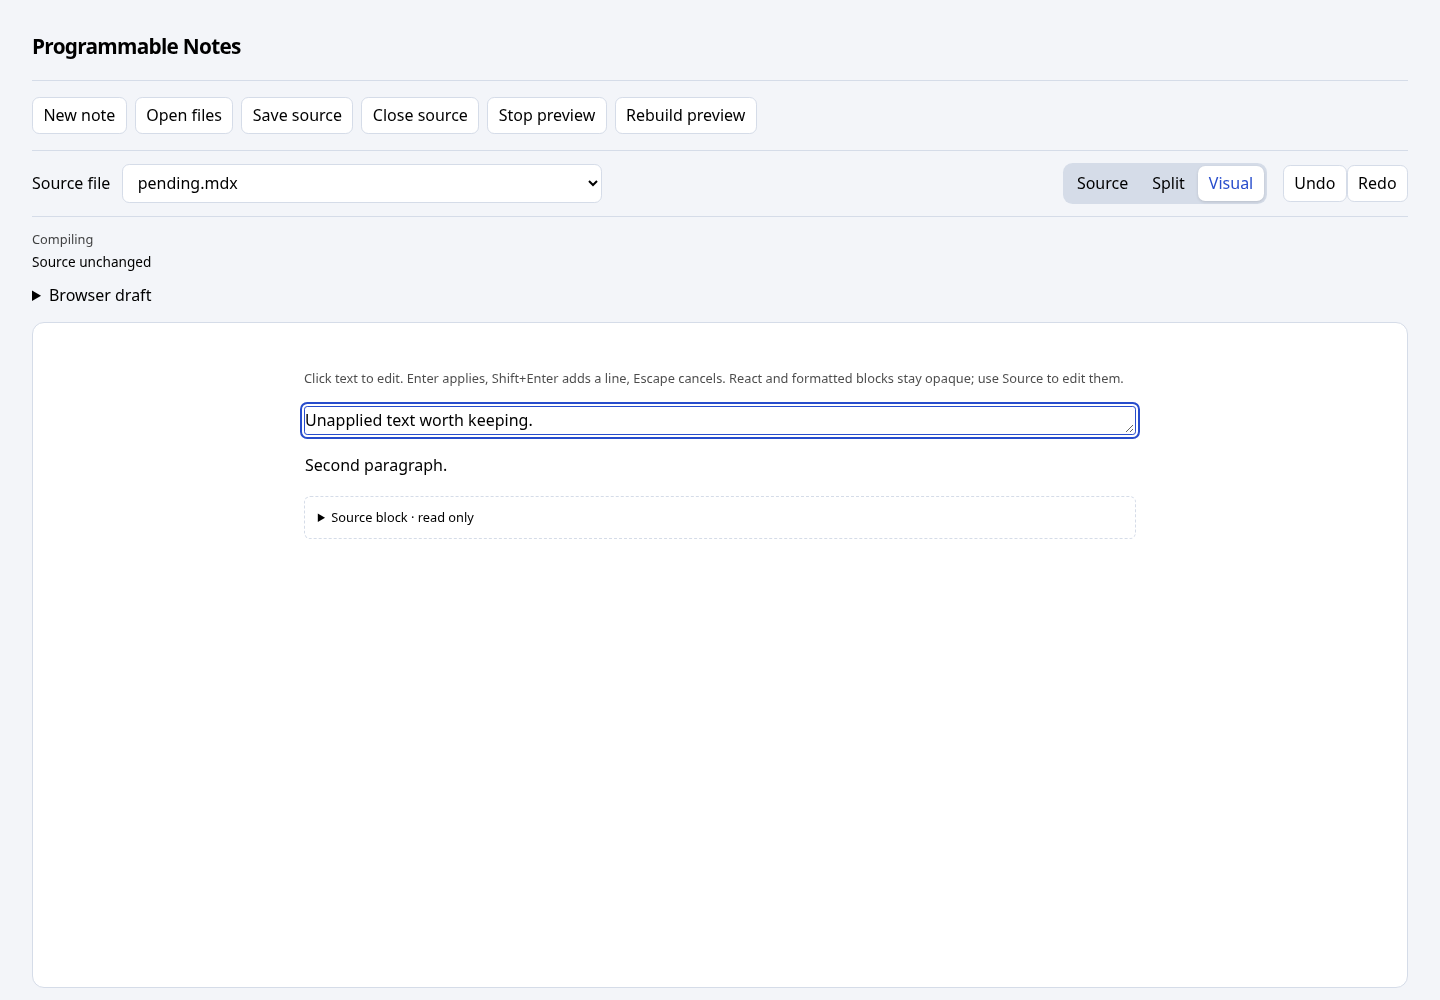 Programmable Notes
New note Open files Save source Close source Stop preview Rebuild preview
Source file pending.mdx Source Split Visual Undo Redo
Compiling
Source unchanged
Browser draft
Click text to edit. Enter applies, Shift+Enter adds a line, Escape cancels. React and formatted blocks stay opaque; use Source to edit them.
Unapplied text worth keeping.
Second paragraph.
Source block · read only